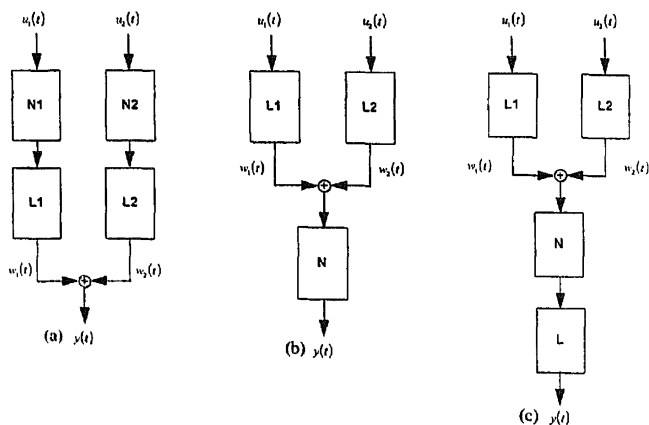 u₁(t) u₂(t)
N1 N2
L1 L2
w₁(t) w₂(t)
(a) y(t)
u₁(t) u₂(t)
L1 L2
w₁(t) w₂(t)
+
N
(b) y(t)
u₁(t) u₂(t)
L1 L2
w₁(t) w₂(t)
+
N
L
(c) y(t)